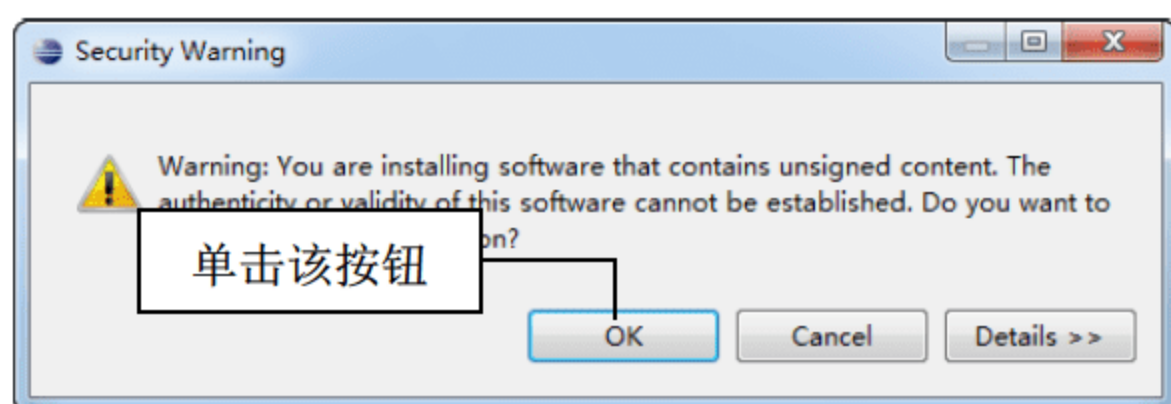 Security Warning
Warning: You are installing software that contains unsigned content. The
authenticity or validity of this software cannot be established. Do you want to
单击该按钮
OK
Cancel
Details >>